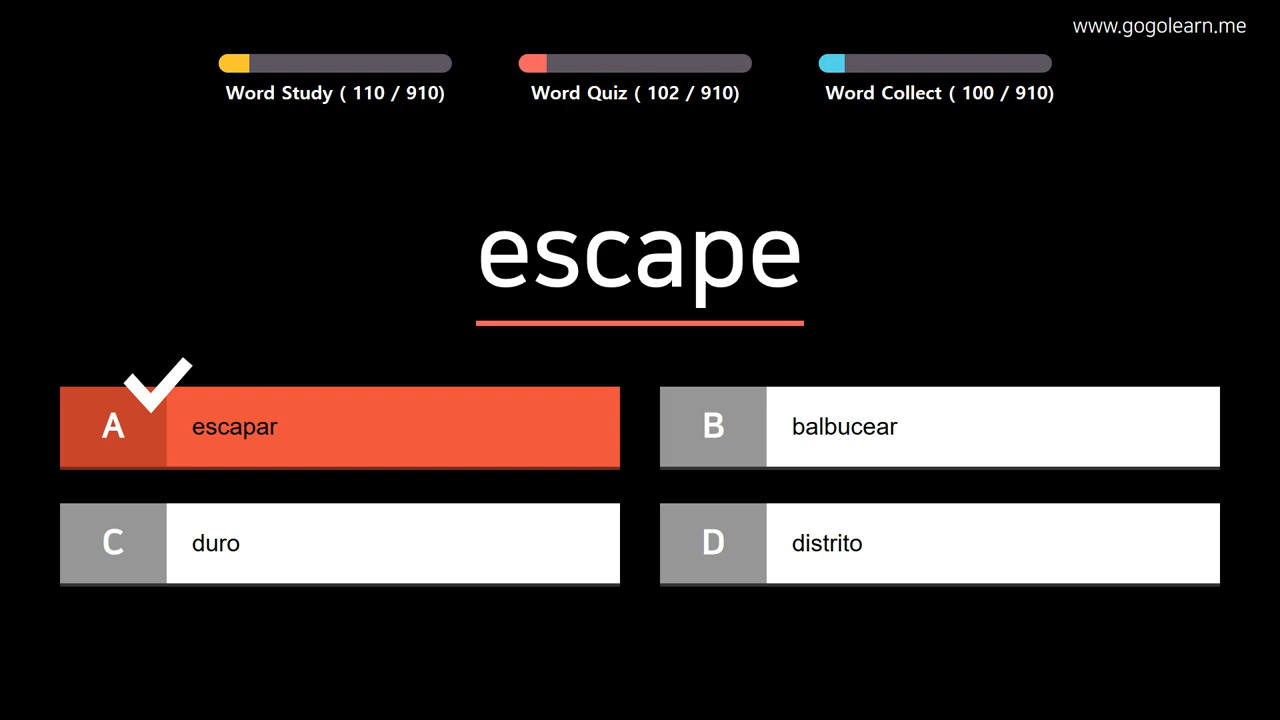 www.gogolearn.me
Word Study ( 110 / 910)
Word Quiz ( 102 / 910)
Word Collect ( 100 / 910)
escape
A escapar
B balbucear
C duro
D distrito